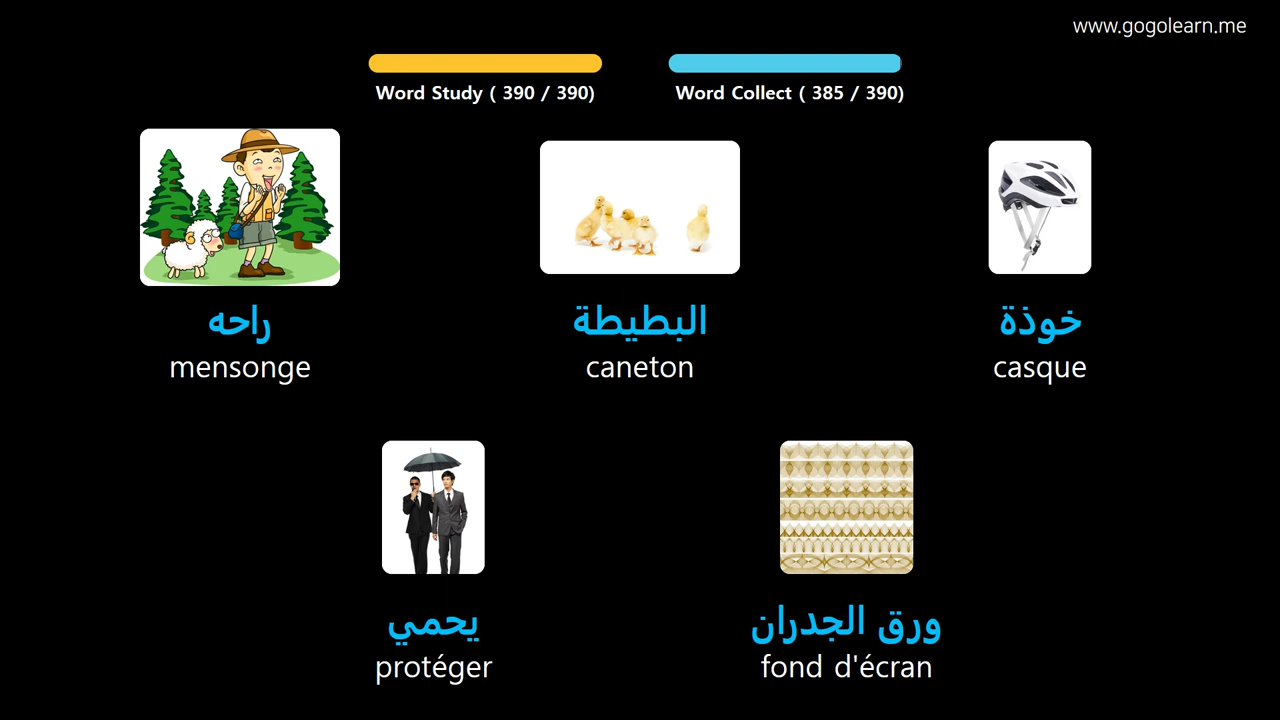 www.gogolearn.me
Word Study ( 390 / 390)
Word Collect ( 385 / 390)
راحه
mensonge
البطيطة
caneton
خوذة
casque
يحمي
protéger
ورق الجدران
fond d'écran